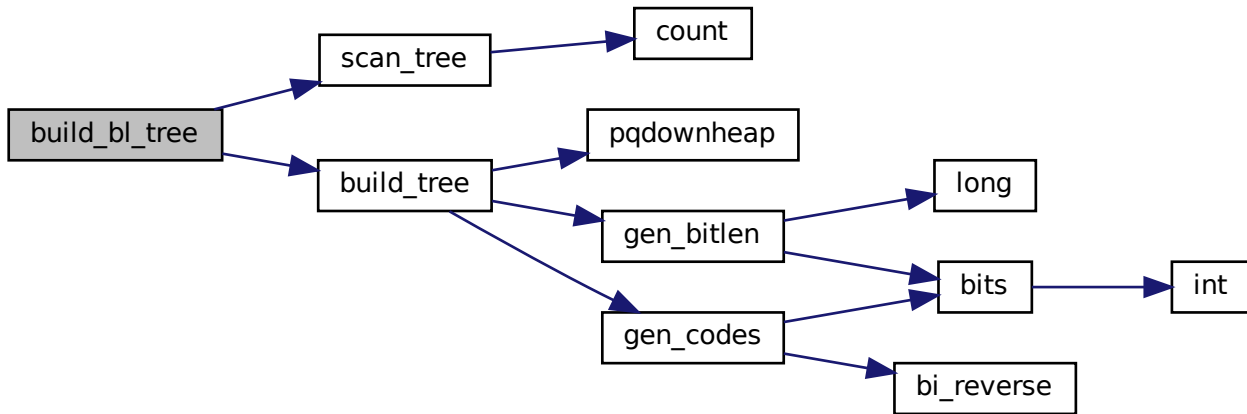 count
scan_tree
build_bl_tree
pqdownheap
build_tree
long
gen_bitlen
bits
int
gen_codes
bi_reverse